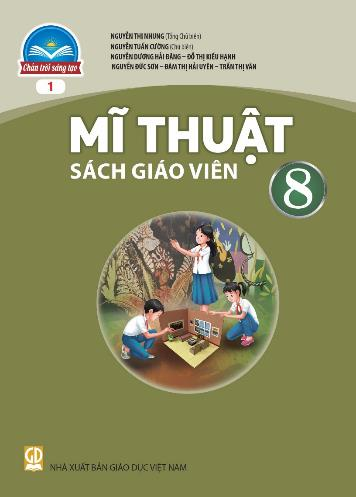 NGUYỄN THỊ NHUNG (Tổng Chủ biên)
NGUYỄN TUẤN CƯỜNG (Chủ biên)
NGUYỄN DƯƠNG HẢI ĐĂNG – ĐỖ THỊ KIỀU HẠNH
NGUYỄN ĐỨC SƠN – ĐÀM THỊ HẢI UYÊN – TRẦN THỊ VÂN
Chân trời sáng tạo
1
MĨ THUẬT
SÁCH GIÁO VIÊN
8
GD
NHÀ XUẤT BẢN GIÁO DỤC VIỆT NAM